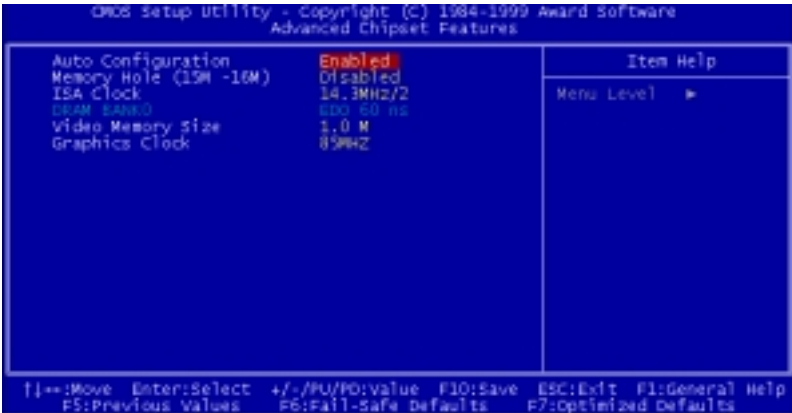 CMOS Setup Utility - Copyright (C) 1984-1999 Award Software
Advanced Chipset Features
Auto Configuration Enabled
Memory Hole (15M -16M) Disabled
ISA Clock 14.3MHz/2
DRAM BANK0 EDO 60 ns
Video Memory Size 1.0 M
Graphics Clock 85MHZ
Item Help
Menu Level ►
↑↓→←:Move Enter:Select +/-/PU/PD:Value F10:Save ESC:Exit F1:General Help
F5:Previous Values F6:Fail-Safe Defaults F7:Optimized Defaults